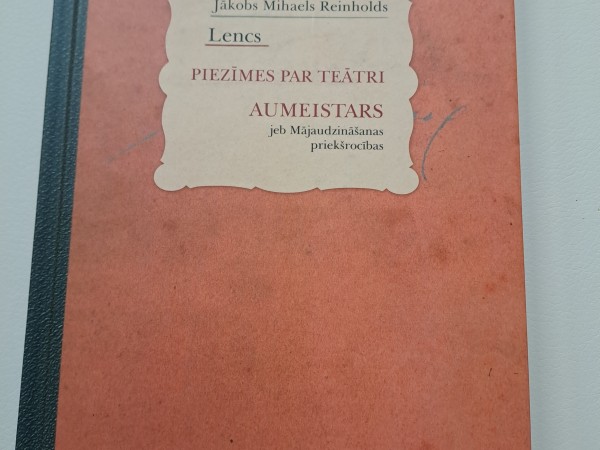 Jākobs Mihaels Reinholds
Lencs
PIEZĪMES PAR TEĀTRI
AUMEISTARS
jeb Mājaudzināšanas
priekšrocības